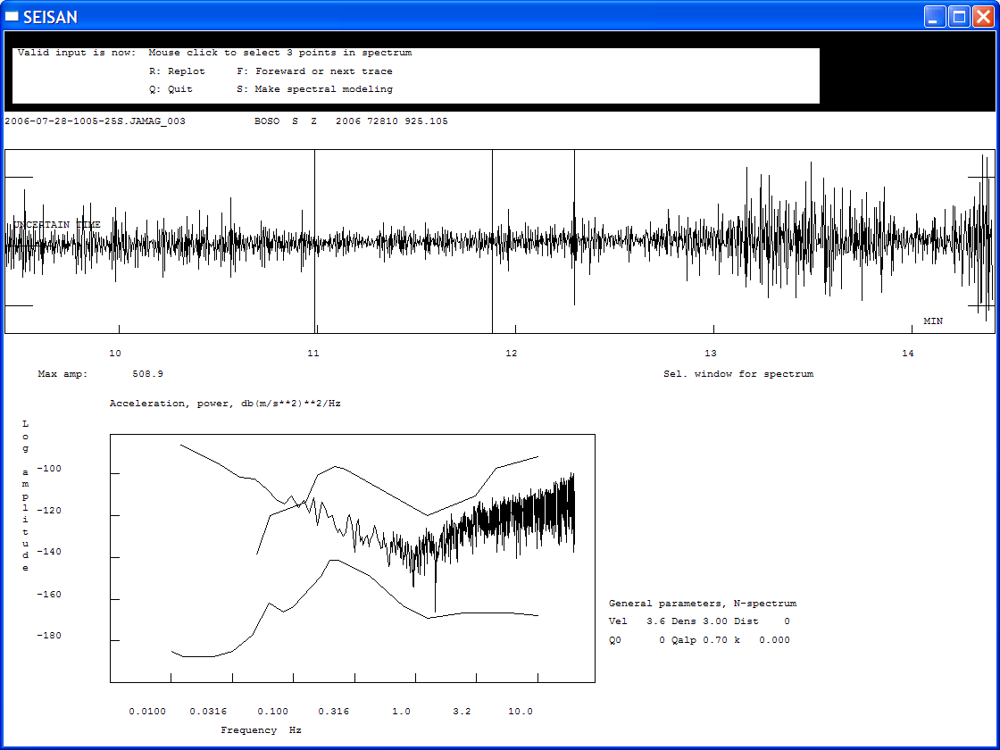 SEISAN
Valid input is now: Mouse click to select 3 points in spectrum
R: Replot F: Foreward or next trace
Q: Quit S: Make spectral modeling
2006-07-28-1005-25S.JAMAG_003 BOSO S Z 2006 72810 925.105
UNCERTAIN TIME
MIN
10 11 12 13 14
Max amp: 508.9 Sel. window for spectrum
Acceleration, power, db(m/s**2)**2/Hz
Log amplitude
-100
-120
-140
-160
-180
General parameters, N-spectrum
Vel 3.6 Dens 3.00 Dist 0
Q0 0 Qalp 0.70 k 0.000
0.0100 0.0316 0.100 0.316 1.0 3.2 10.0
Frequency Hz